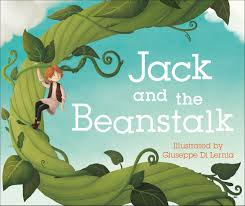 Jack
and the
Beanstalk
Illustrated by
Giuseppe Di Lernia